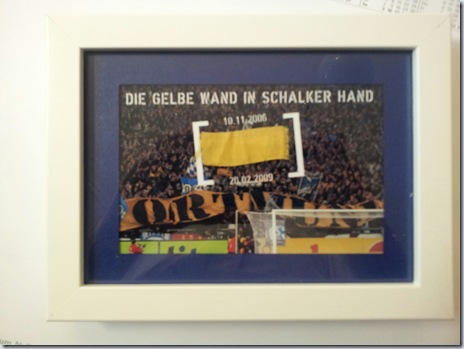 DIE GELBE WAND IN SCHALKER HAND
10.11.2006
20.02.2009